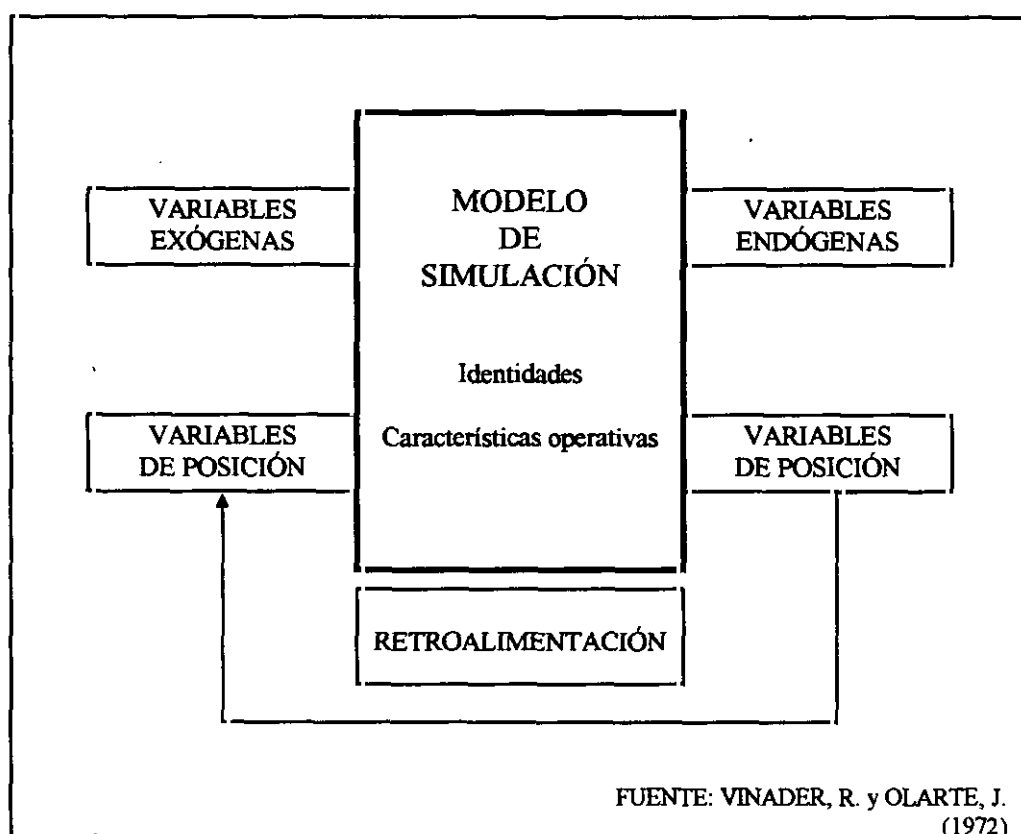 VARIABLES
EXÓGENAS
MODELO
DE
SIMULACIÓN
VARIABLES
ENDÓGENAS
Identidades
Característícas operativas
VARIABLES
DE POSICIÓN
VARIABLES
DE POSICIÓN
RETROALIMENTACIÓN
FUENTE: VINADER, R. y OLARTE, J.
(1972)